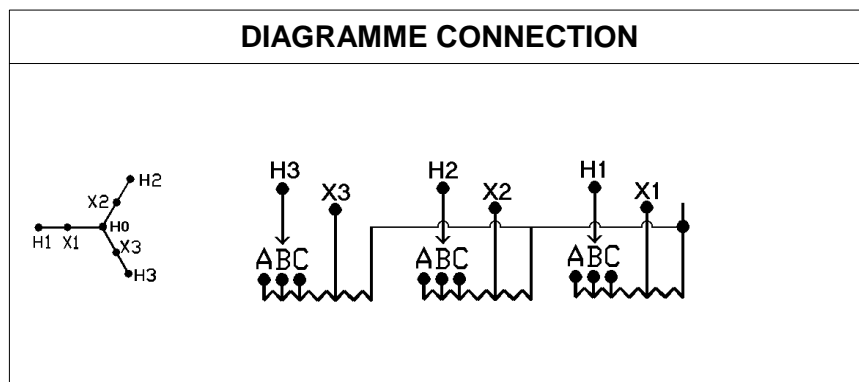 DIAGRAMME CONNECTION
H2
X2
H0
H1 X1
X3
H3
H3 X3 H2 X2 H1 X1
ABC ABC ABC